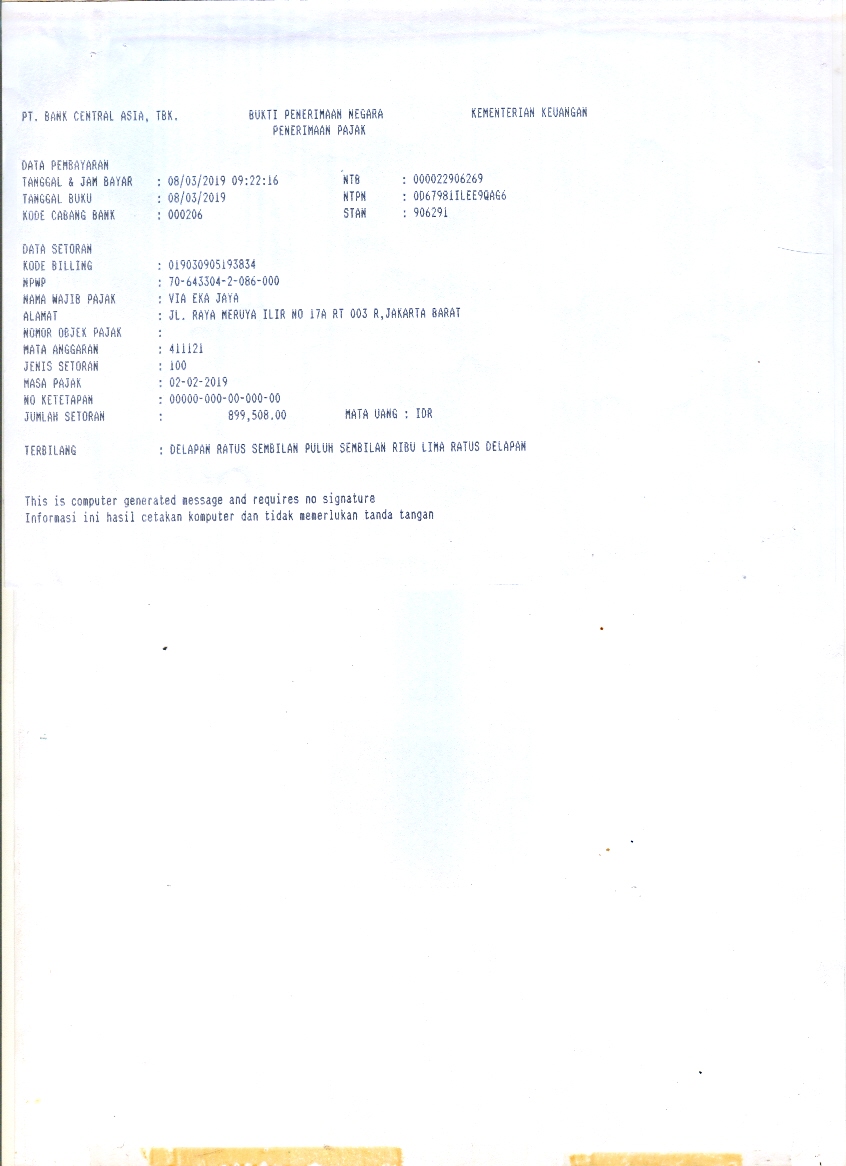 PT. BANK CENTRAL ASIA, TBK. BUKTI PENERIMAAN NEGARA KEMENTERIAN KEUANGAN
PENERIMAAN PAJAK
DATA PEMBAYARAN
TANGGAL & JAM BAYAR : 08/03/2019 09:22:16 NTB : 000022906269
TANGGAL BUKU : 08/03/2019 NTPN : 0D67981ILEE9QAG6
KODE CABANG BANK : 000206 STAN : 906291
DATA SETORAN
KODE BILLING : 019030905193834
NPWP : 70-643304-2-086-000
NAMA WAJIB PAJAK : VIA EKA JAYA
ALAMAT : JL. RAYA MERUYA ILIR NO 17A RT 003 R,JAKARTA BARAT
NOMOR OBJEK PAJAK :
MATA ANGGARAN : 411121
JENIS SETORAN : 100
MASA PAJAK : 02-02-2019
NO KETETAPAN : 00000-000-00-000-00
JUMLAH SETORAN : 899,508.00 MATA UANG : IDR
TERBILANG : DELAPAN RATUS SEMBILAN PULUH SEMBILAN RIBU LIMA RATUS DELAPAN
This is computer generated message and requires no signature
Informasi ini hasil cetakan komputer dan tidak memerlukan tanda tangan